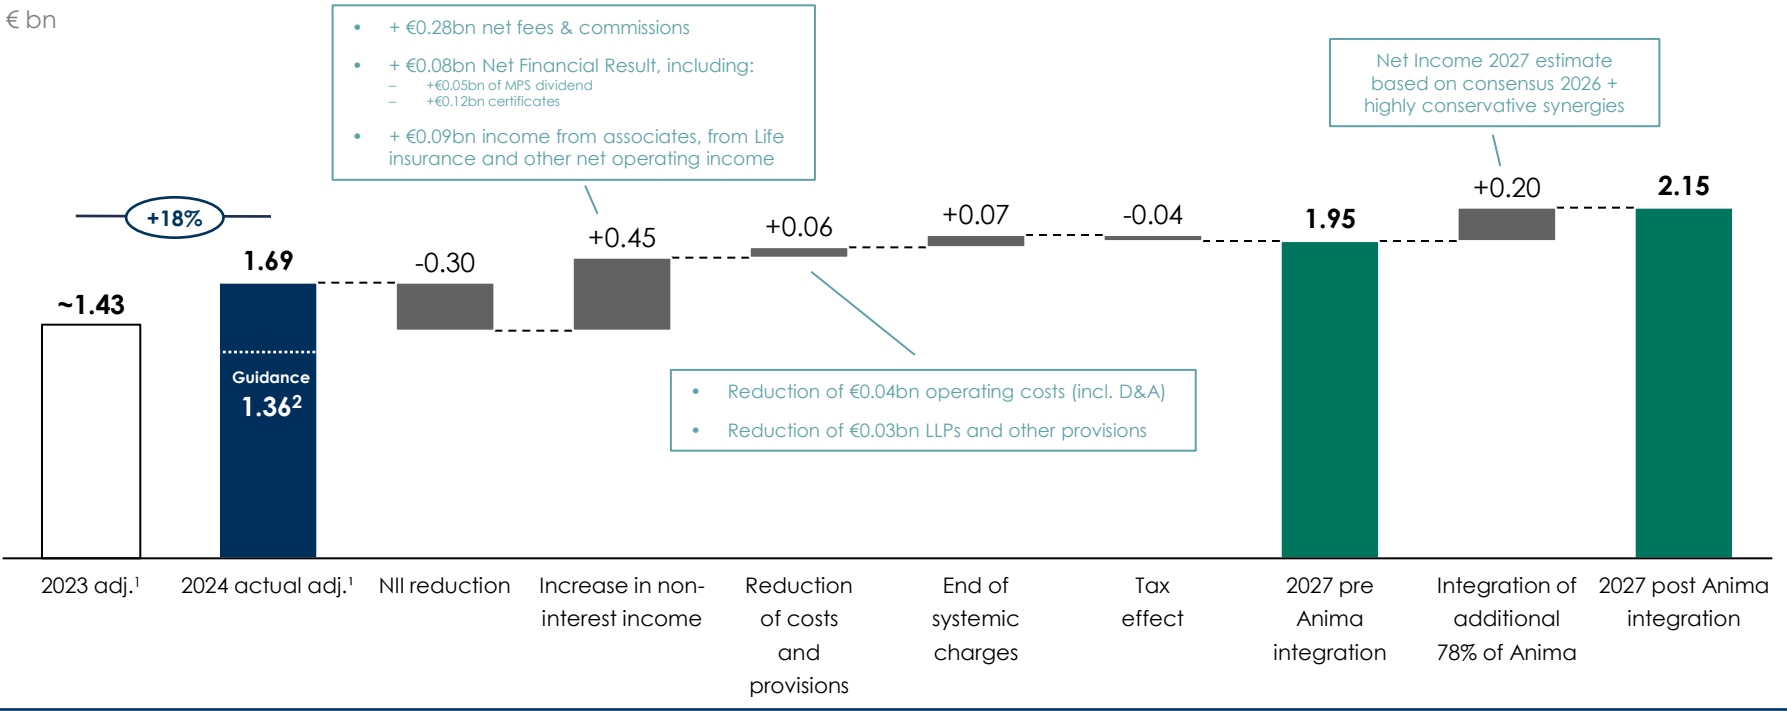 € bn
• + €0.28bn net fees & commissions
• + €0.08bn Net Financial Result, including:
– +€0.05bn of MPS dividend
– +€0.12bn certificates
• + €0.09bn income from associates, from Life
insurance and other net operating income
Net Income 2027 estimate
based on consensus 2026 +
highly conservative synergies
+18%
~1.43
1.69
-0.30
+0.45
+0.06
+0.07
-0.04
1.95
+0.20
2.15
Guidance
1.36²
• Reduction of €0.04bn operating costs (incl. D&A)
• Reduction of €0.03bn LLPs and other provisions
2023 adj.¹
2024 actual adj.¹
NII reduction
Increase in non-
interest income
Reduction
of costs
and
provisions
End of
systemic
charges
Tax
effect
2027 pre
Anima
integration
Integration of
additional
78% of Anima
2027 post Anima
integration